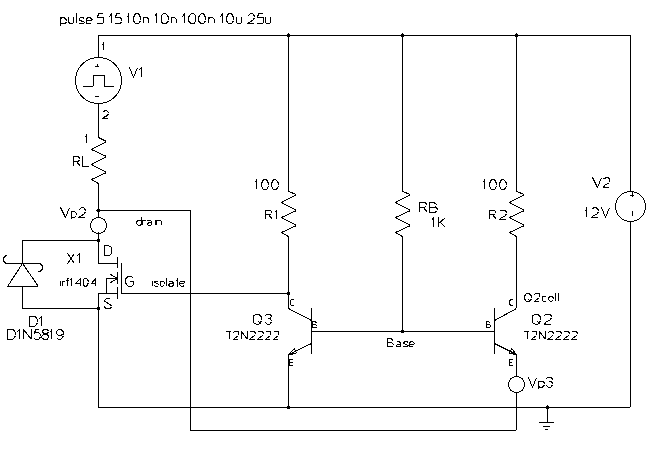 pulse 5 15 10n 10n 100n 10u 25u
1
V1
2
1
RL
100
R1
RB
1K
100
R2
V2
12V
Vp2
drain
X1
D
irf1404
G
isolate
S
D1
D1N5819
C
Q3
B
T2N2222
E
Base
C
Q2coll
B
Q2
T2N2222
E
Vp3